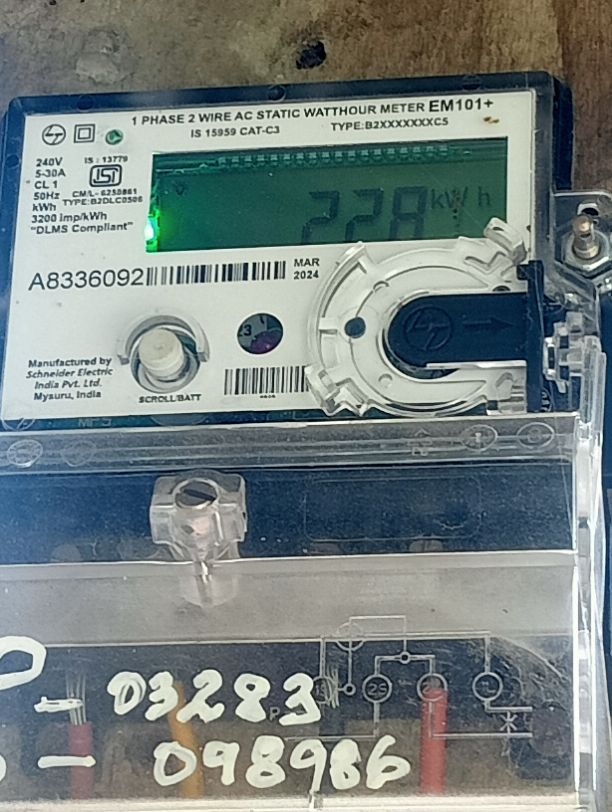 1 PHASE 2 WIRE AC STATIC WATTHOUR METER EM101+
IS 15959 CAT-C3 TYPE:B2XXXXXXXC5
240V IS : 13779
5-30A
CL 1 ISI
50Hz CM/L- 6250861
kWh TYPE:B2DLC0506
3200 imp/kWh
"DLMS Compliant"
228 kWh
A8336092
MAR
2024
Manufactured by
Schneider Electric
India Pvt. Ltd.
Mysuru, India
SCROLL/BATT
- 03283
- 098986